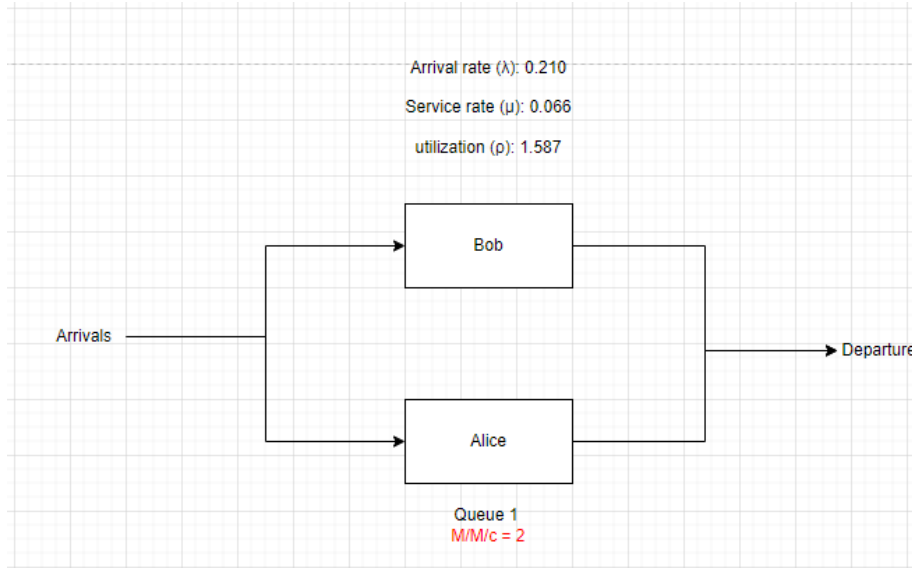 Arrival rate (λ): 0.210
Service rate (μ): 0.066
utilization (ρ): 1.587
Bob
Arrivals
Departure
Alice
Queue 1
M/M/c = 2